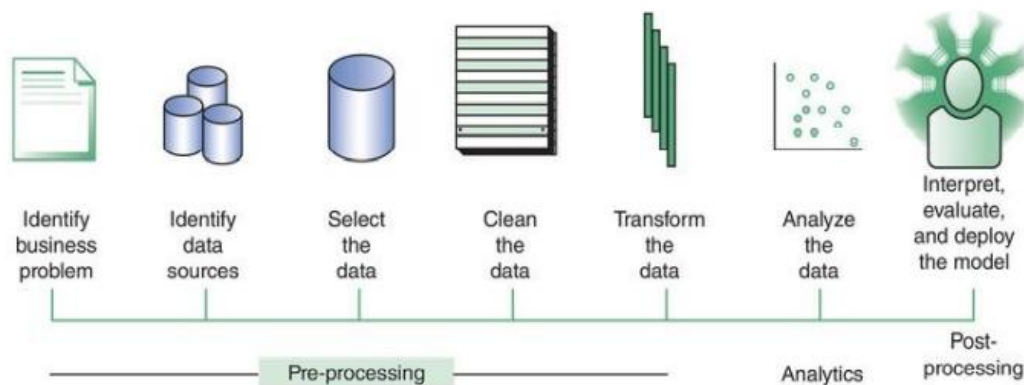 Identify
business
problem
Identify
data
sources
Select
the
data
Clean
the
data
Transform
the
data
Analyze
the
data
Interpret,
evaluate,
and deploy
the model
Pre-processing
Analytics
Post-
processing